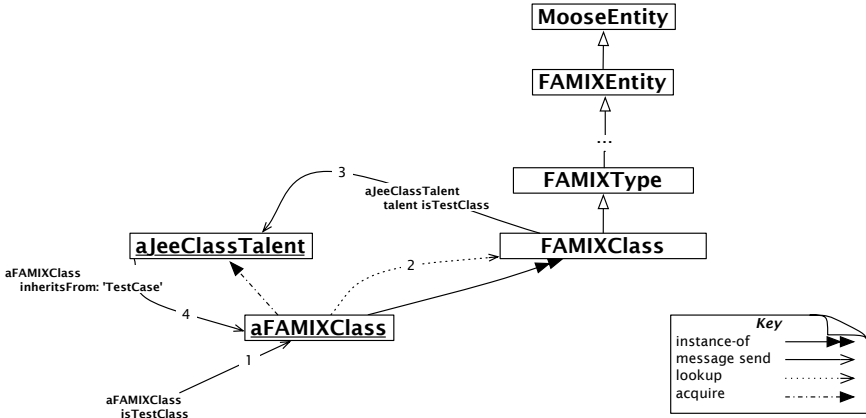 MooseEntity
FAMIXEntity
...
FAMIXType
3
aJeeClassTalent
talent isTestClass
aJeeClassTalent
FAMIXClass
2
aFAMIXClass
inheritsFrom: 'TestCase'
4
aFAMIXClass
1
aFAMIXClass
isTestClass
Key
instance-of
message send
lookup
acquire